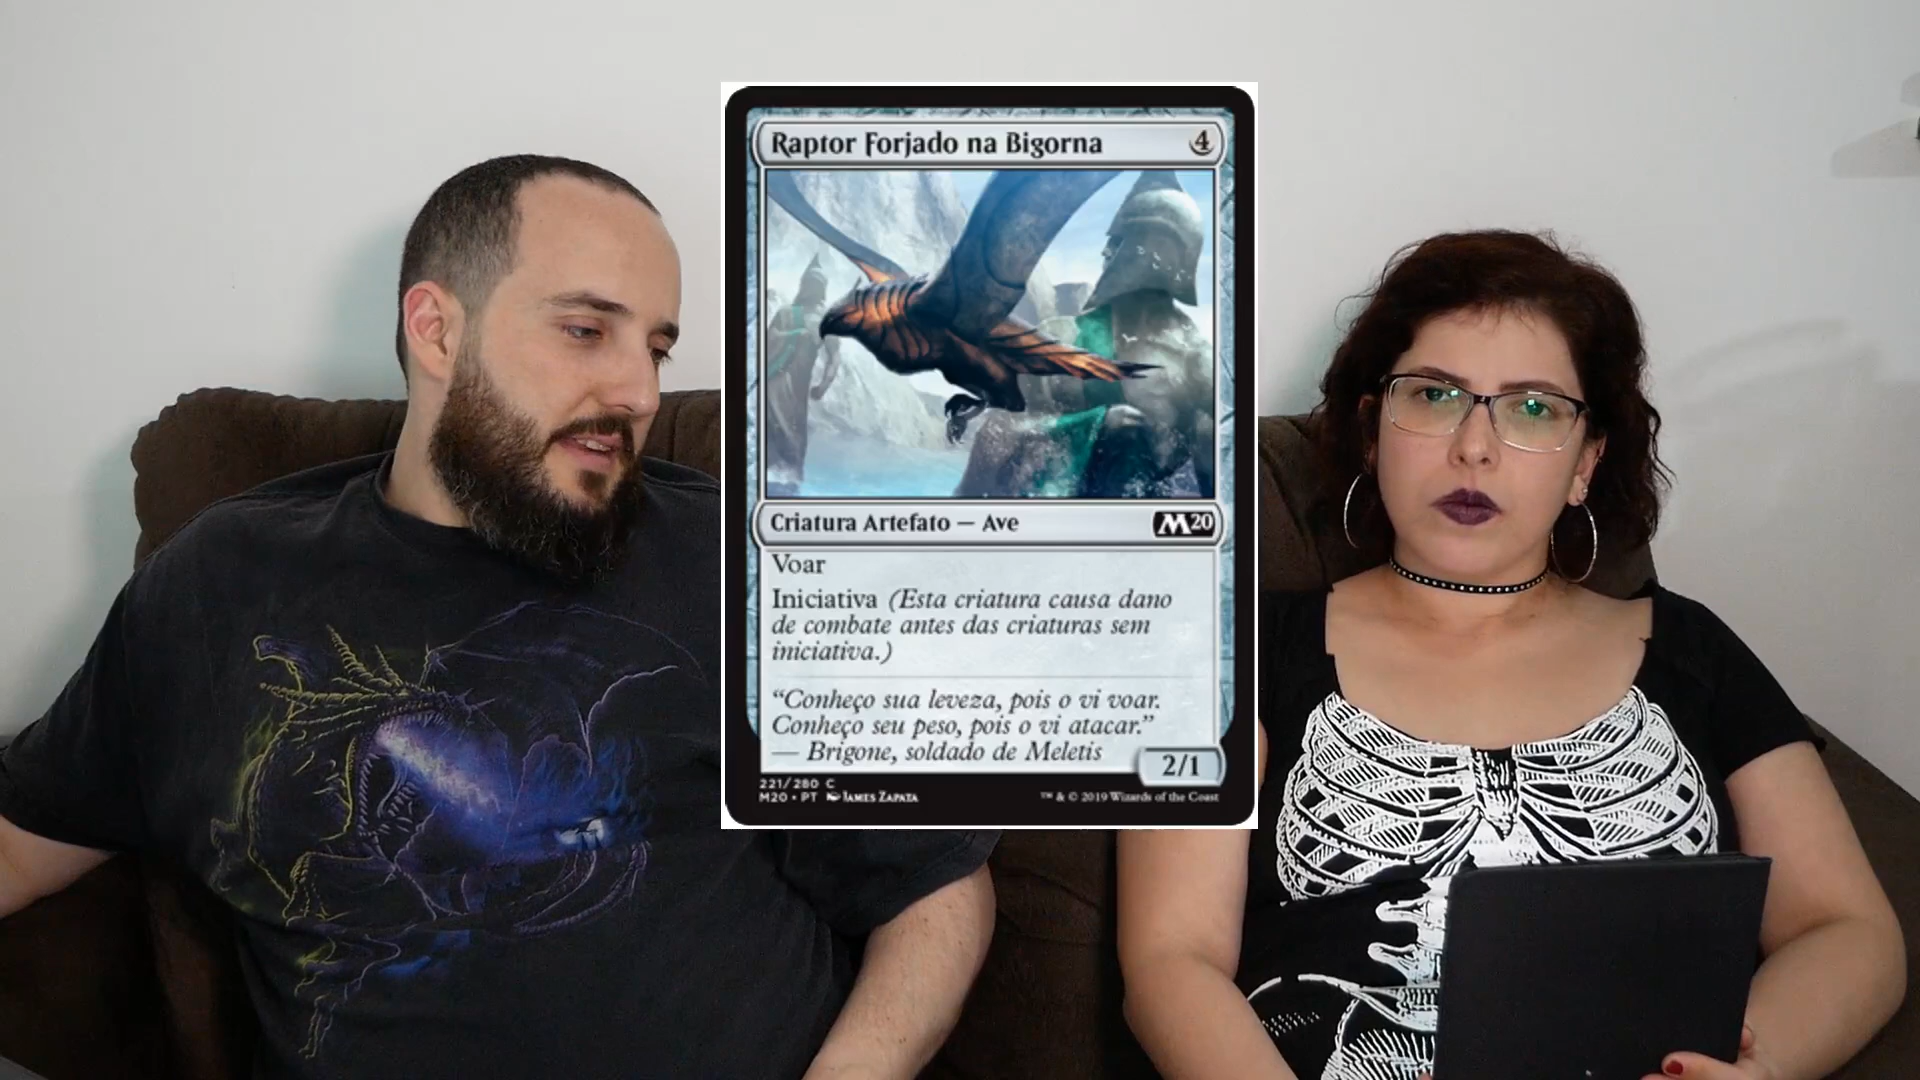 Raptor Forjado na Bigorna 4
Criatura Artefato — Ave M20
Voar
Iniciativa (Esta criatura causa dano
de combate antes das criaturas sem
iniciativa.)
“Conheço sua leveza, pois o vi voar.
Conheço seu peso, pois o vi atacar.”
— Brigone, soldado de Meletis
2/1
221/280 C
M20 • PT James Zapata
™ & © 2019 Wizards of the Coast